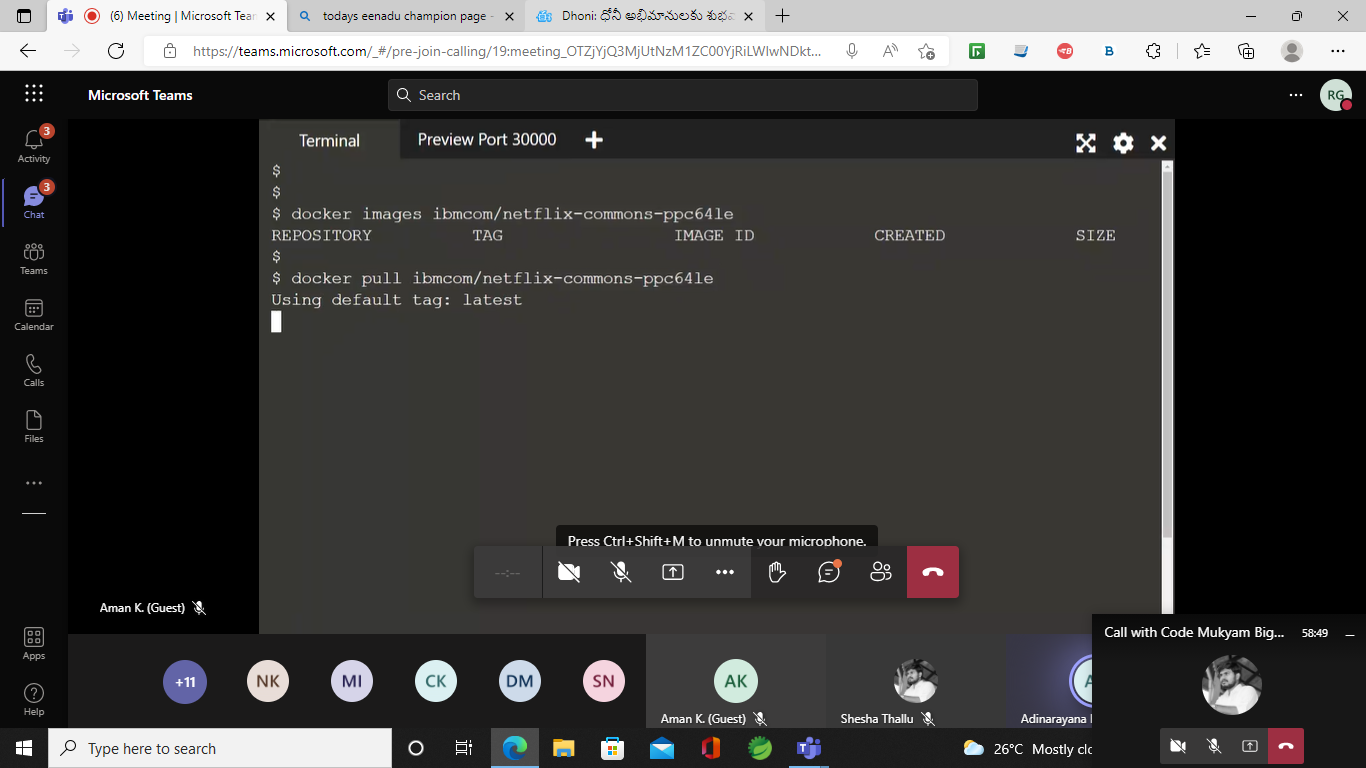 (6) Meeting | Microsoft Tear
todays eenadu champion page -
Dhoni: ధోనీ అభిమానులకు శుభవ
https://teams.microsoft.com/_#/pre-join-calling/19:meeting_OTZjYjQ3MjUtNzM1ZC00YjRiLWIwNDkt...
Microsoft Teams
Search
RG
3
Activity
3
Chat
Teams
Calendar
Calls
Files
Apps
Help
Terminal
Preview Port 30000
$
$
$ docker images ibmcom/netflix-commons-ppc64le
REPOSITORY TAG IMAGE ID CREATED SIZE
$
$ docker pull ibmcom/netflix-commons-ppc64le
Using default tag: latest
Press Ctrl+Shift+M to unmute your microphone.
--:--
Aman K. (Guest)
+11
NK
MI
CK
DM
SN
AK
Aman K. (Guest)
Shesha Thallu
A
Adinarayana
Call with Code Mukyam Big... 58:49
Type here to search
26°C Mostly clo